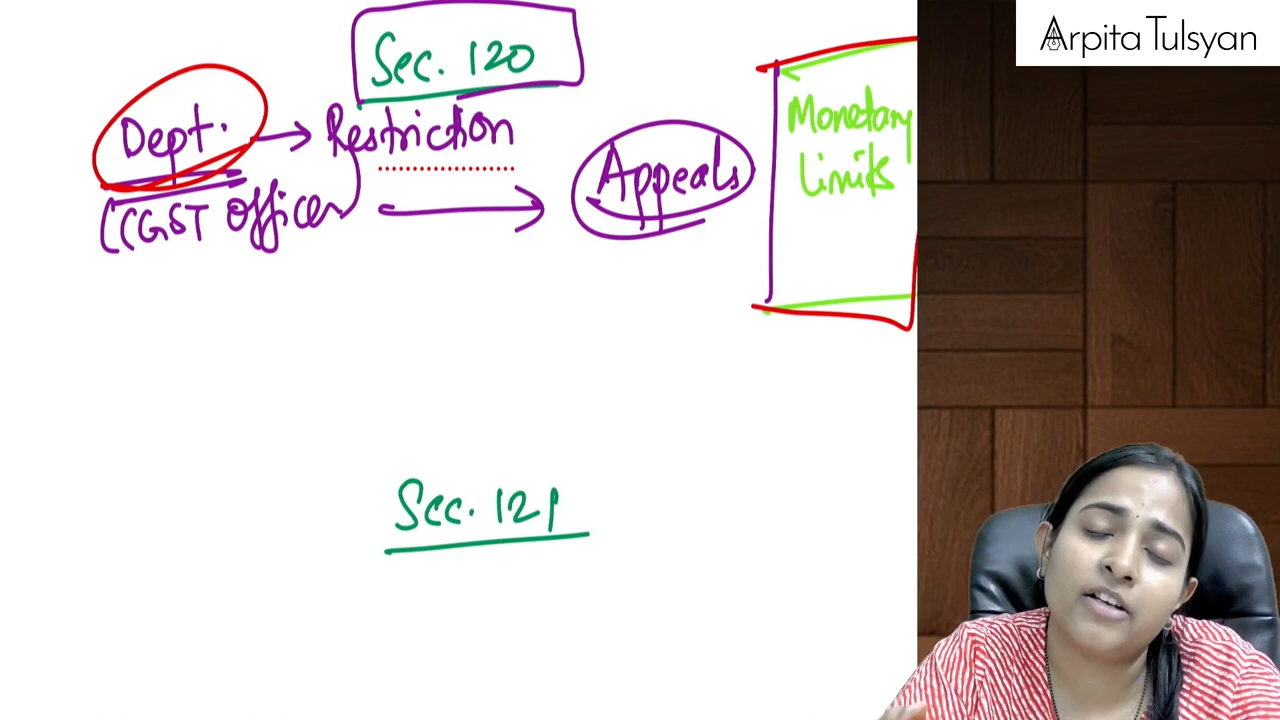 Arpita Tulsyan
Sec. 120
Dept. → Restriction
(CGST Officer) → Appeals
Monetary
Limits
Sec. 121